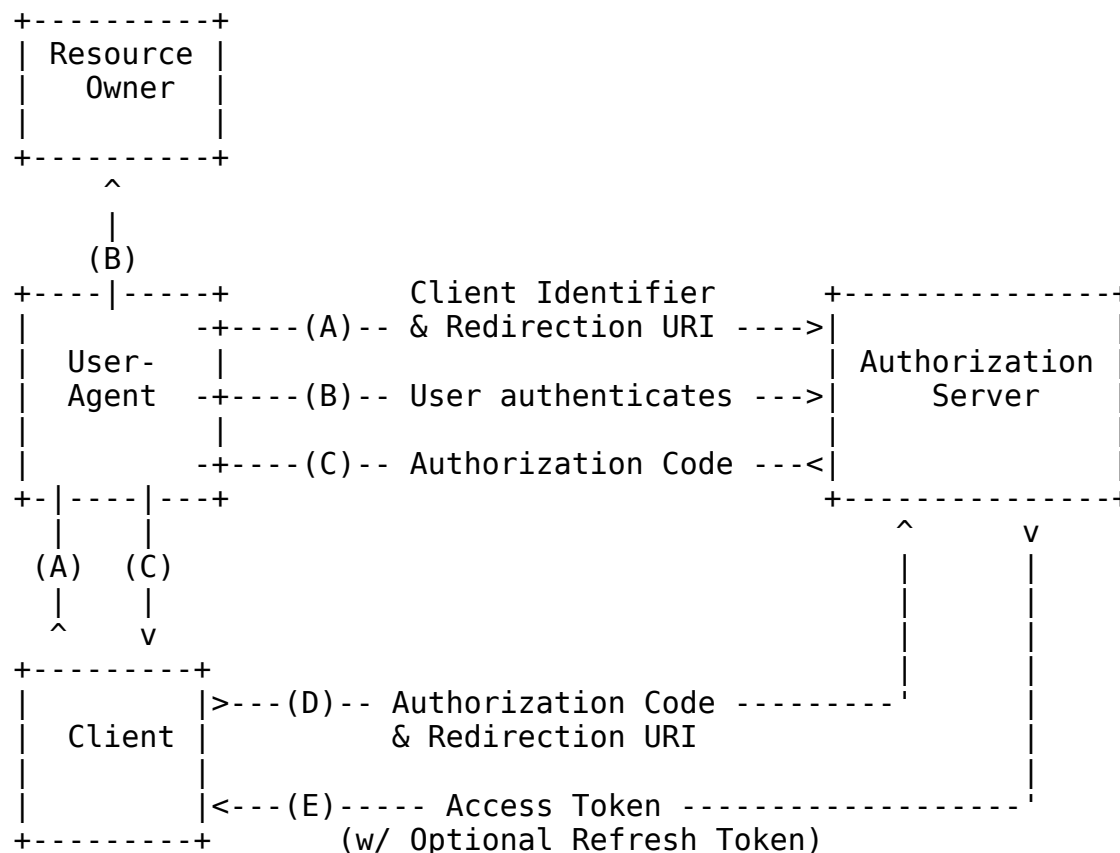 +----------+
| Resource |
|   Owner  |
|          |
+----------+
     ^
     |
    (B)
+----|-----+          Client Identifier      +---------------+
|         -+----(A)-- & Redirection URI ---->|               |
|  User-   |                                 | Authorization |
|  Agent  -+----(B)-- User authenticates --->|     Server    |
|          |                                 |               |
|         -+----(C)-- Authorization Code ---<|               |
+-|----|---+                                 +---------------+
  |    |                                         ^      v
 (A)  (C)                                        |      |
  |    |                                         |      |
  ^    v                                         |      |
+---------+                                      |      |
|         |>---(D)-- Authorization Code ---------'      |
|  Client |          & Redirection URI                  |
|         |                                             |
|         |<---(E)----- Access Token -------------------'
+---------+       (w/ Optional Refresh Token)